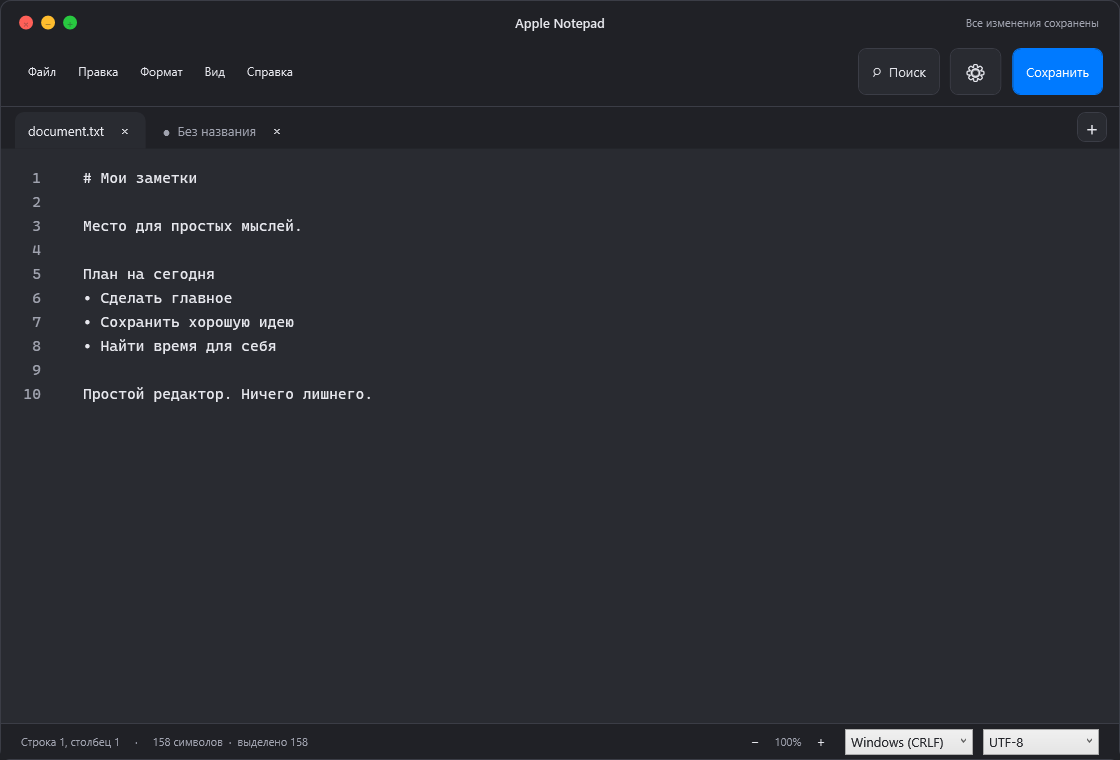 Apple Notepad
Все изменения сохранены
Файл Правка Формат Вид Справка
Поиск
Сохранить
document.txt × ● Без названия × +
1 # Мои заметки
2
3 Место для простых мыслей.
4
5 План на сегодня
6 • Сделать главное
7 • Сохранить хорошую идею
8 • Найти время для себя
9
10 Простой редактор. Ничего лишнего.
Строка 1, столбец 1 · 158 символов · выделено 158
− 100% + Windows (CRLF) UTF-8